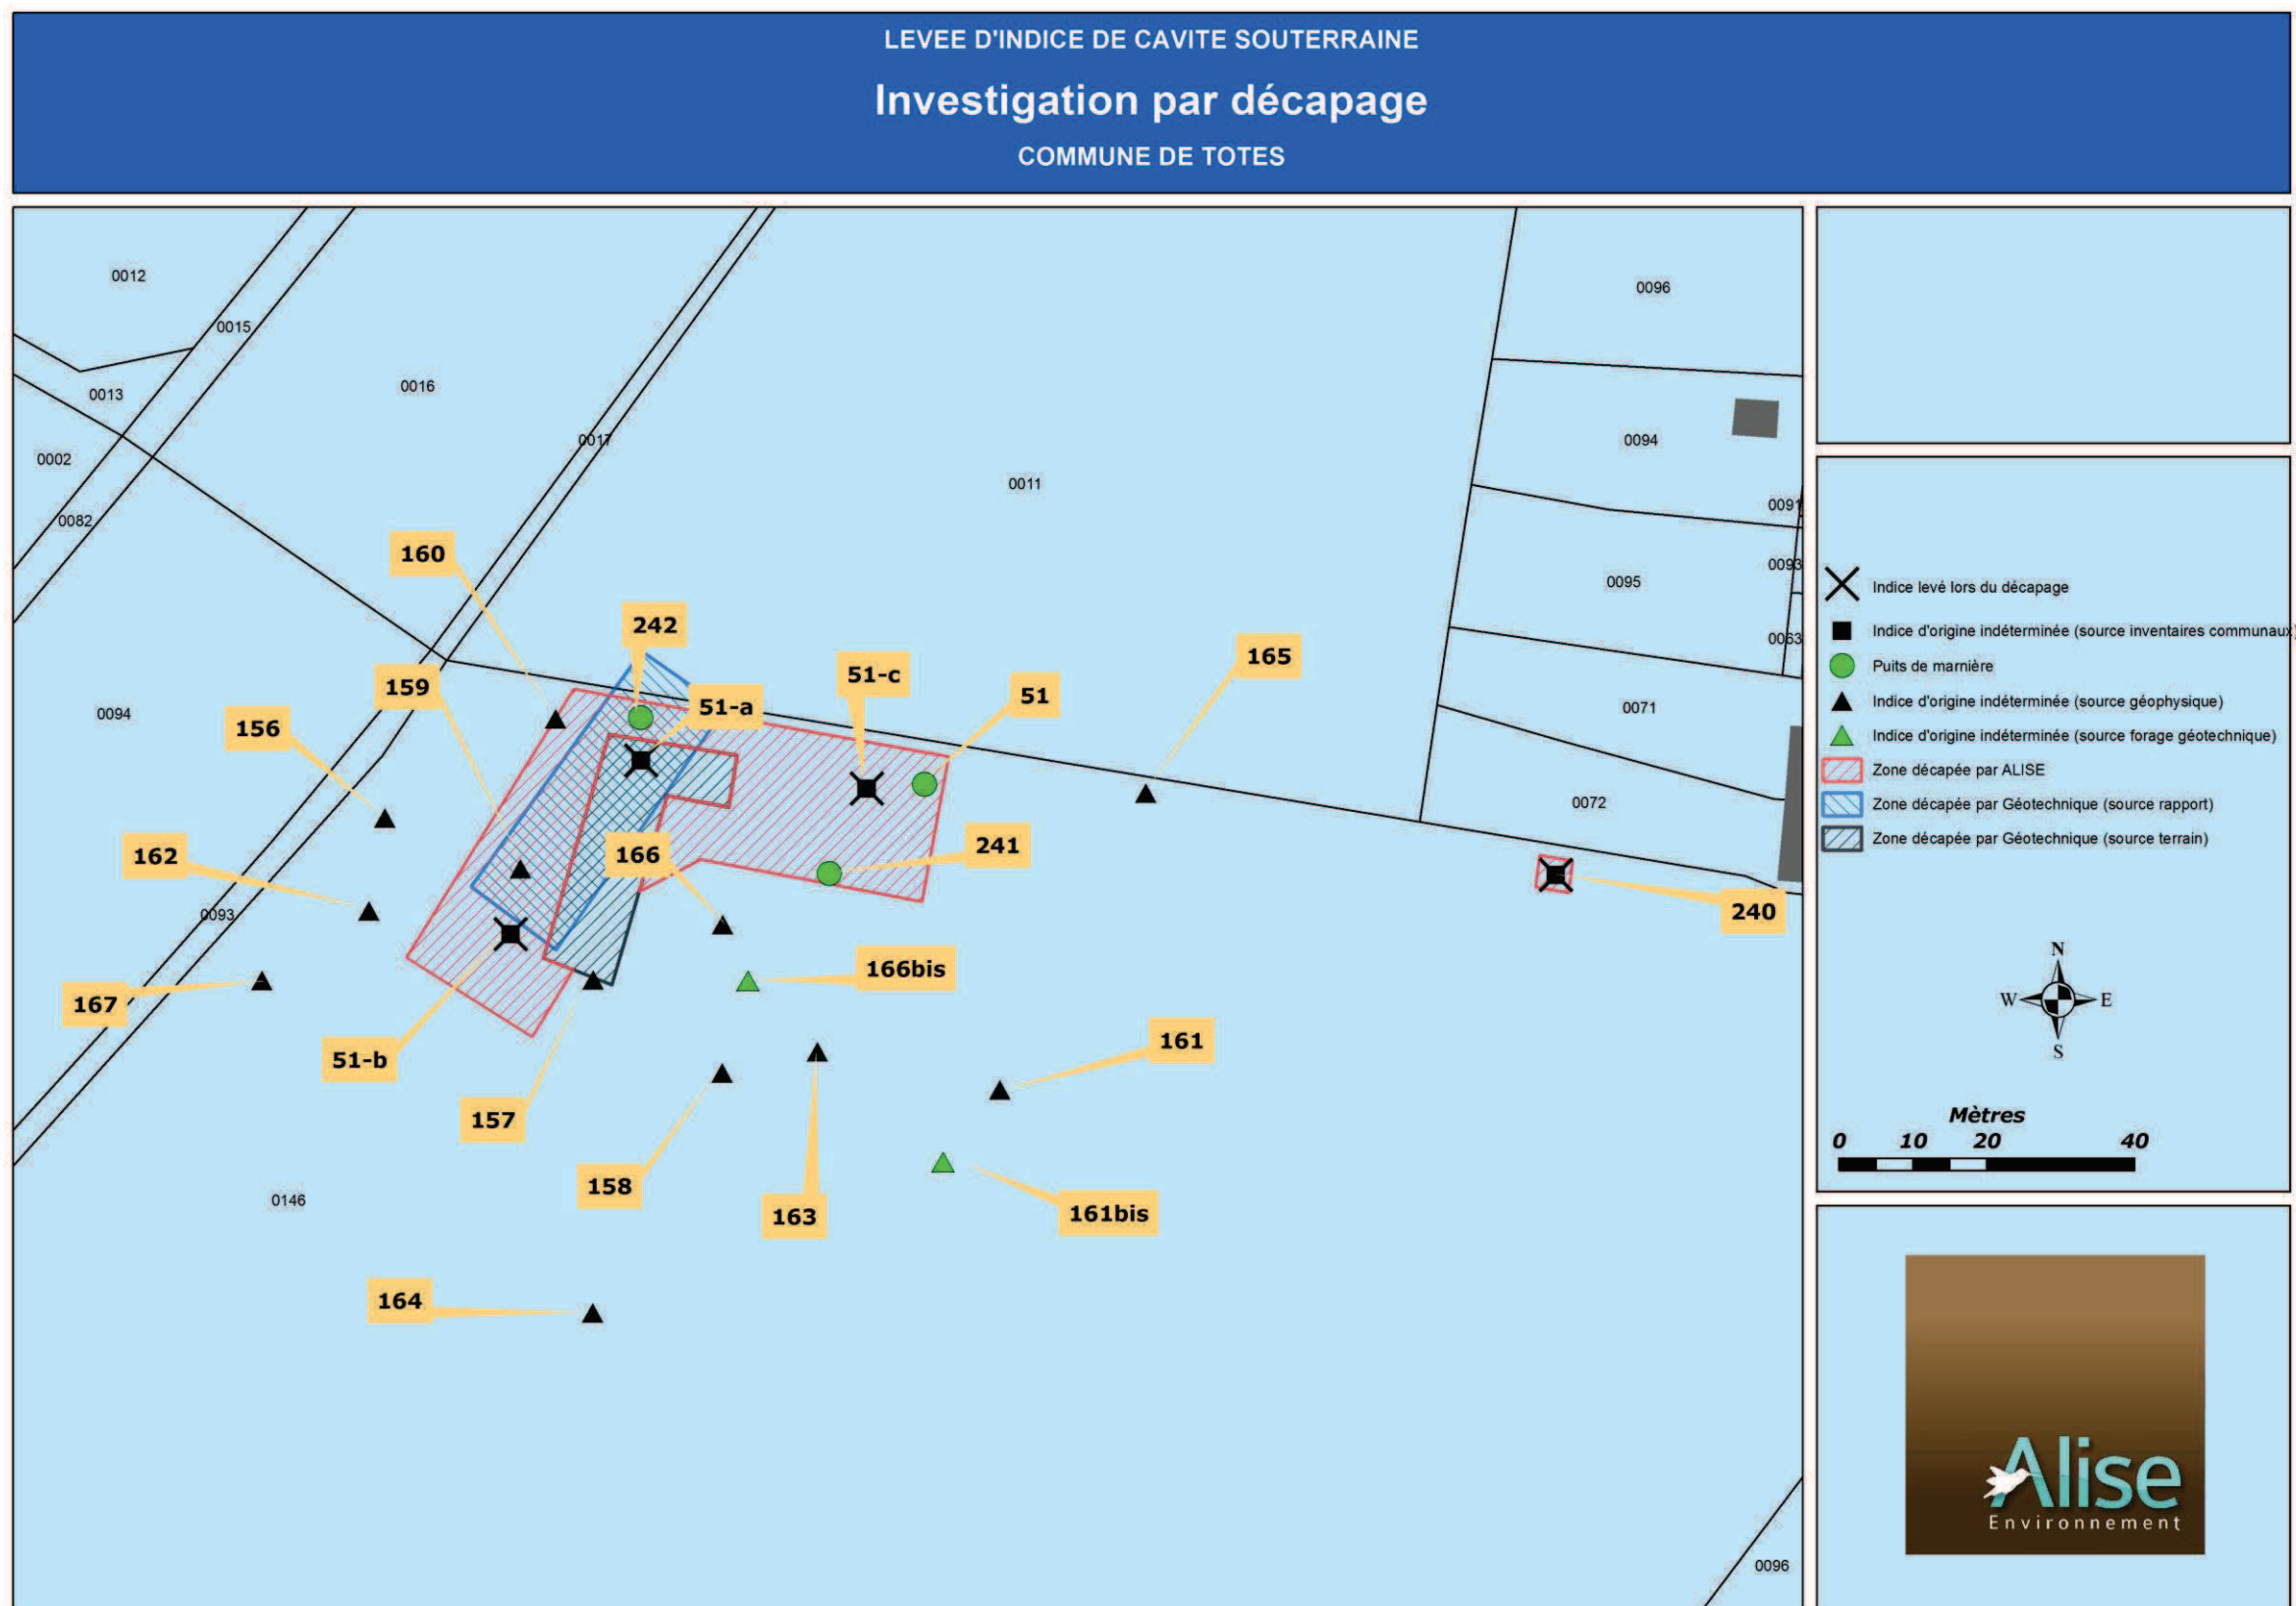 LEVEE D'INDICE DE CAVITE SOUTERRAINE
Investigation par décapage
COMMUNE DE TOTES
0012
0015
0013
0016
0002
0017
0082
0011
0096
0094
0091
0093
0095
0063
0071
0072
160
242
159
51-a
51-c
51
165
0094
156
162
166
241
0093
240
167
166bis
51-b
161
157
158
163
161bis
0146
164
0096
Indice levé lors du décapage
Indice d'origine indéterminée (source inventaires communaux)
Puits de marnière
Indice d'origine indéterminée (source géophysique)
Indice d'origine indéterminée (source forage géotechnique)
Zone décapée par ALISE
Zone décapée par Géotechnique (source rapport)
Zone décapée par Géotechnique (source terrain)
N
W E
S
Mètres
0 10 20 40
Alise
Environnement